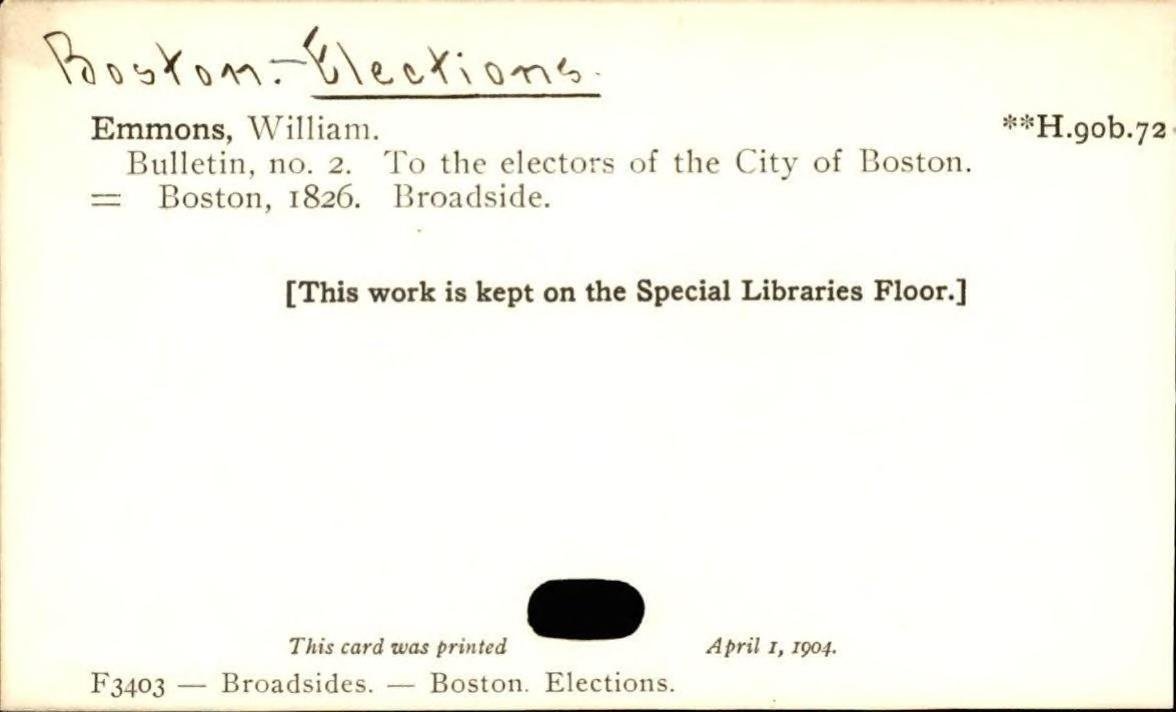 Boston.-Elections.
Emmons, William. **H.90b.72
Bulletin, no. 2. To the electors of the City of Boston.
= Boston, 1826. Broadside.
[This work is kept on the Special Libraries Floor.]
This card was printed April 1, 1904.
F3403 — Broadsides. — Boston. Elections.